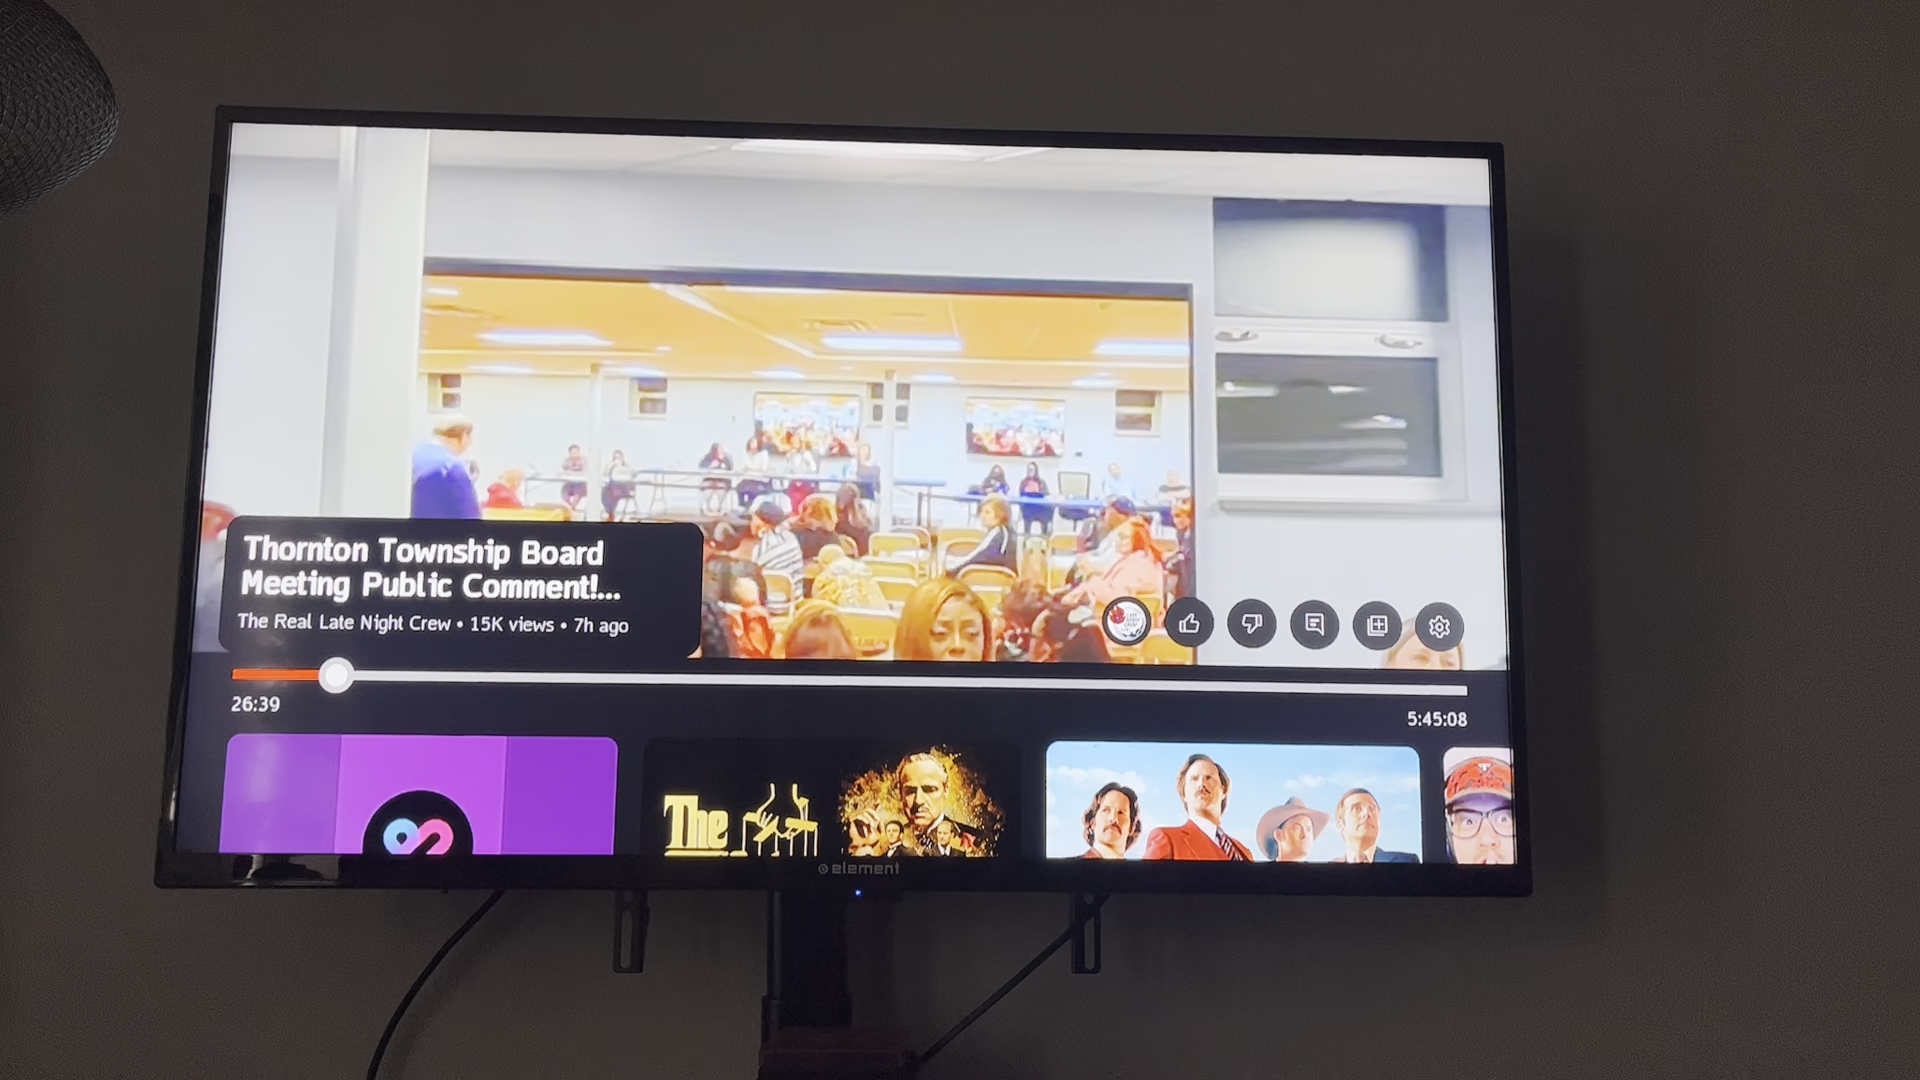 Thornton Township Board
Meeting Public Comment!...
The Real Late Night Crew • 15K views • 7h ago
26:39
5:45:08
The
element